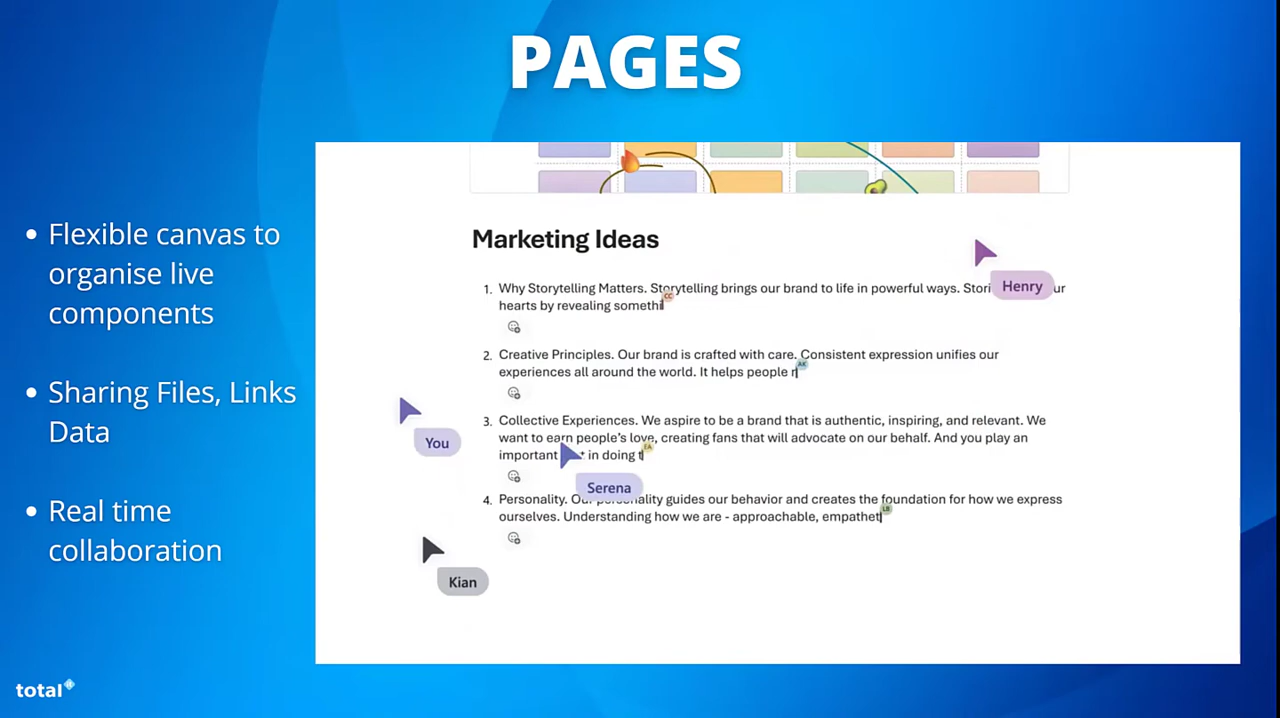 PAGES
• Flexible canvas to
organise live
components
• Sharing Files, Links
Data
• Real time
collaboration
Marketing Ideas
1. Why Storytelling Matters. Storytelling brings our brand to life in powerful ways. Stori ur
hearts by revealing somethi
CC
2. Creative Principles. Our brand is crafted with care. Consistent expression unifies our
experiences all around the world. It helps people r
3. Collective Experiences. We aspire to be a brand that is authentic, inspiring, and relevant. We
want to earn people's love, creating fans that will advocate on our behalf. And you play an
important t in doing t
EA
4. Personality. Our personality guides our behavior and creates the foundation for how we express
ourselves. Understanding how we are - approachable, empathet
LB
Henry
You
Serena
Kian
total